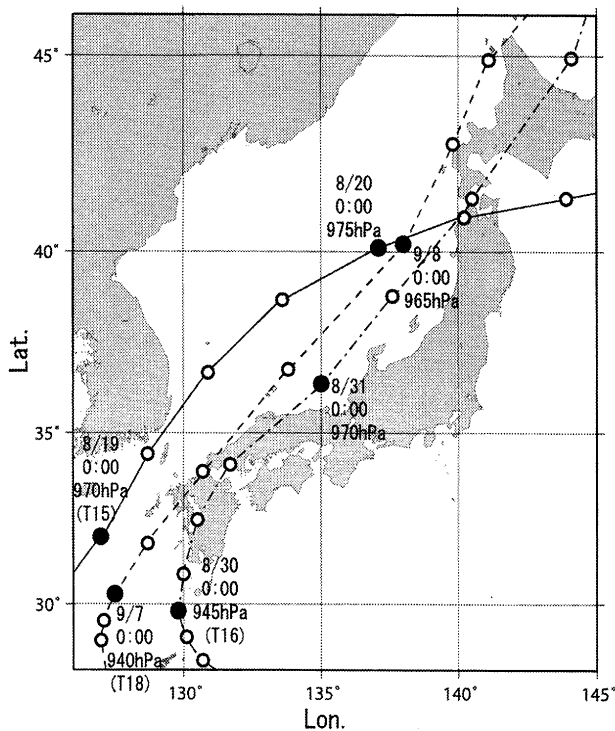 45°
8/20
0:00
975hPa
40°
9/8
0:00
965hPa
8/31
0:00
970hPa
35°
8/19
0:00
970hPa
(T15)
8/30
0:00
945hPa
(T16)
30°
9/7
0:00
940hPa
(T18)
130°
135°
140°
145°
Lat.
Lon.